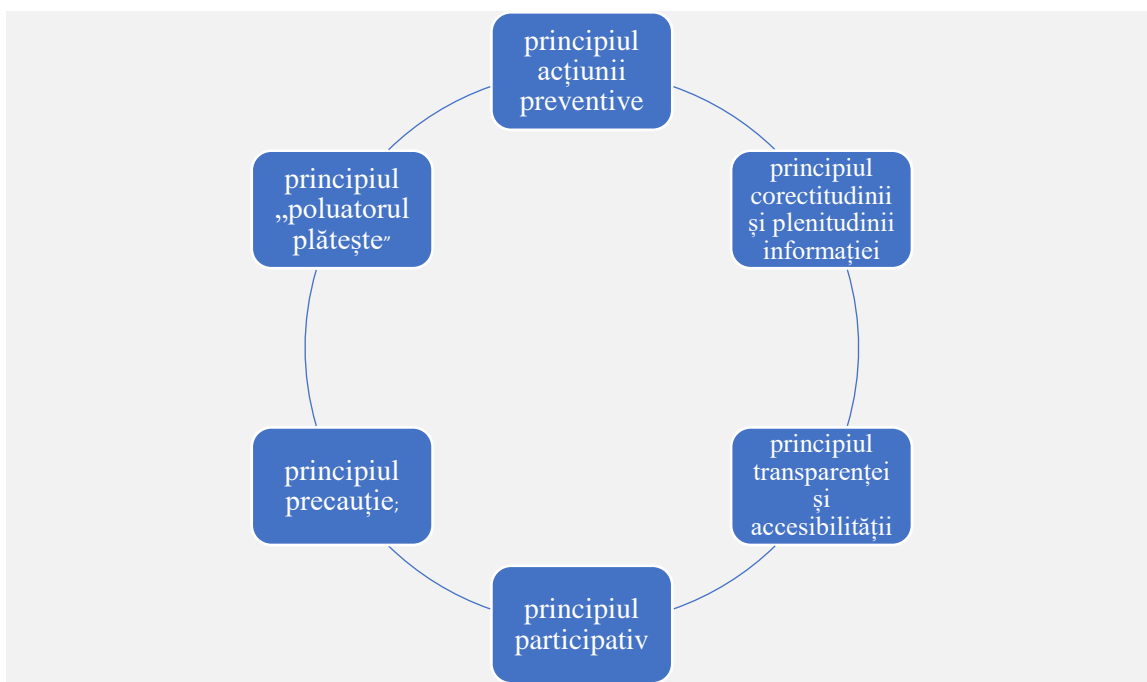 principiul
acțiunii
preventive
principiul
corectitudinii
și plenitudinii
informației
principiul
transparenței
și
accesibilității
principiul
participativ
principiul
precauție;
principiul
„poluatorul
plătește”